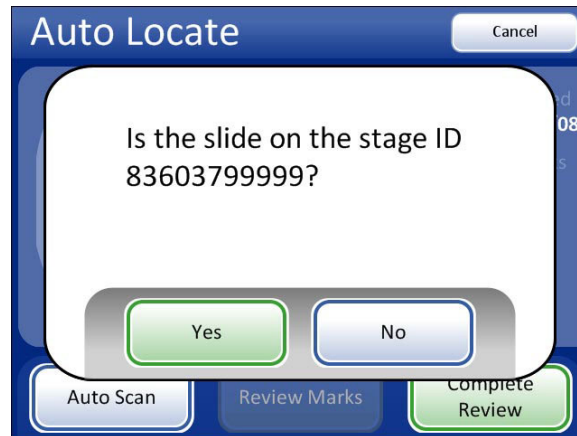 Auto Locate
Cancel
08
Is the slide on the stage ID
83603799999?
Yes
No
Auto Scan
Review Marks
Complete
Review